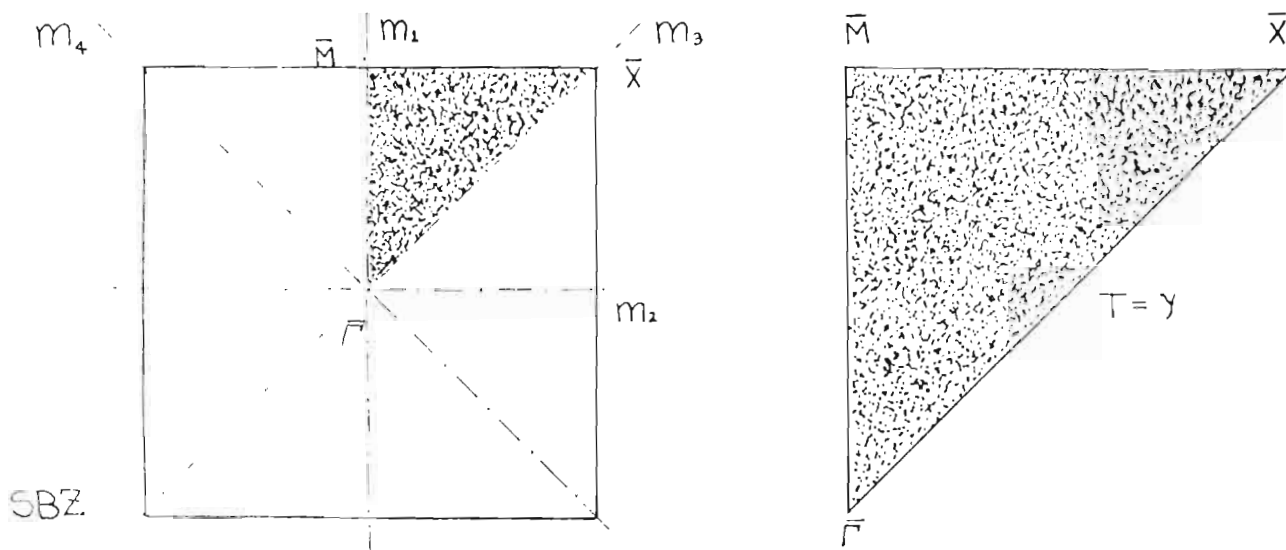 m₄
m₁
m₃
M̅
X̅
m₂
Γ̅
SBZ
M̅
X̅
T = y
Γ̅